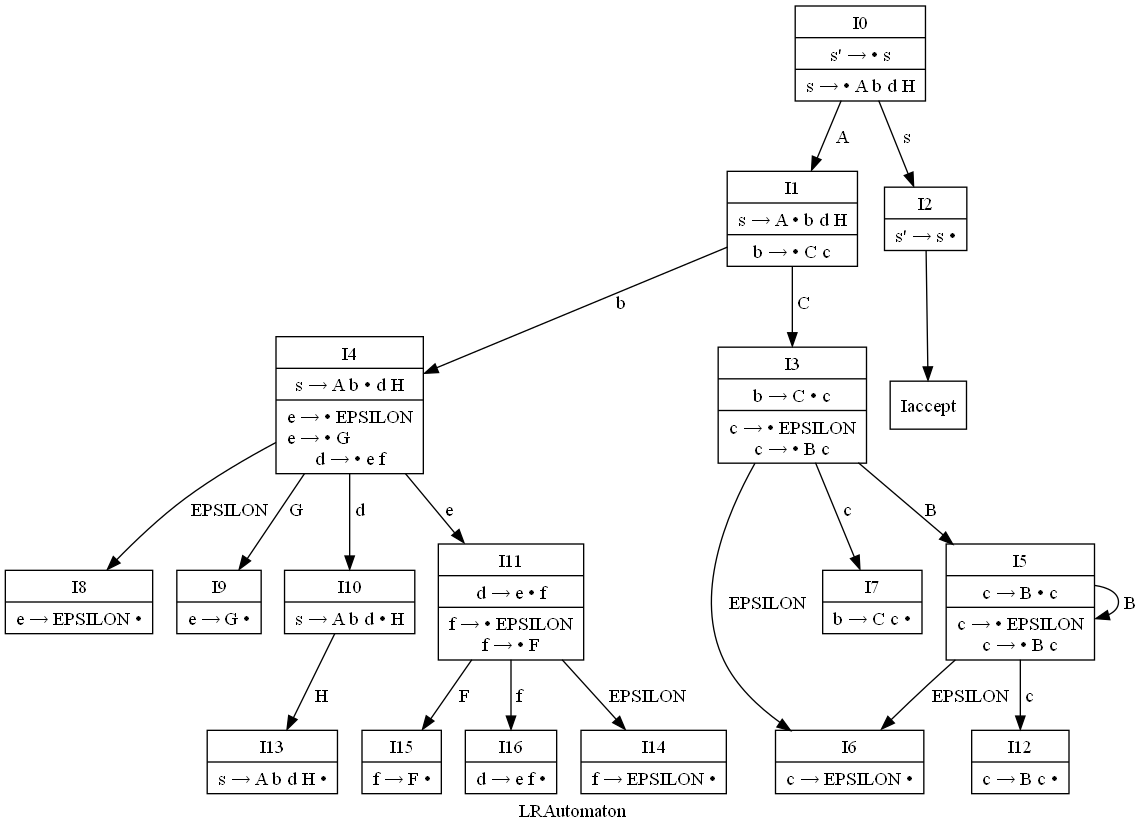 I0
s' → • s
s → • A b d H
A
s
I1
s → A • b d H
b → • C c
I2
s' → s •
b
C
I4
s → A b • d H
e → • EPSILON
e → • G
d → • e f
I3
b → C • c
c → • EPSILON
c → • B c
Iaccept
EPSILON
G
d
e
EPSILON
c
B
I8
e → EPSILON •
I9
e → G •
I10
s → A b d • H
I11
d → e • f
f → • EPSILON
f → • F
I7
b → C c •
I5
c → B • c
c → • EPSILON
c → • B c
B
H
F
f
EPSILON
EPSILON
c
I13
s → A b d H •
I15
f → F •
I16
d → e f •
I14
f → EPSILON •
I6
c → EPSILON •
I12
c → B c •
LRAutomaton